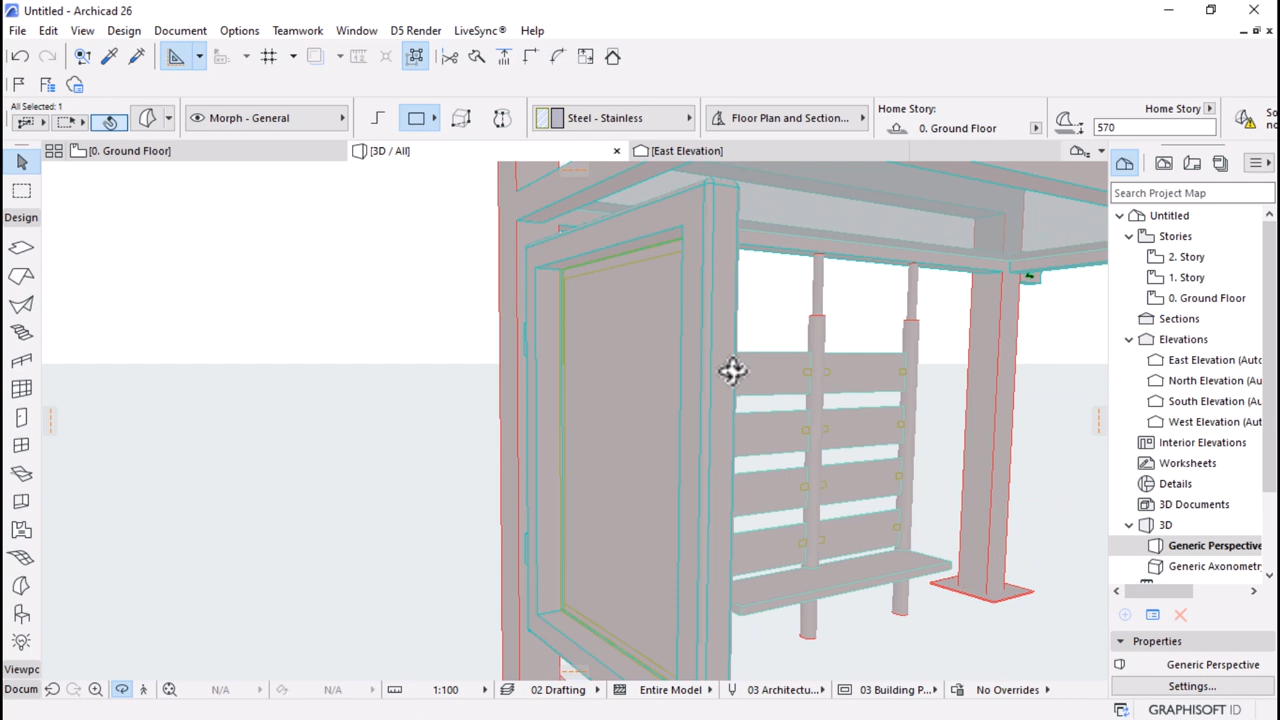 Untitled - Archicad 26
File Edit View Design Document Options Teamwork Window D5 Render LiveSync® Help
All Selected: 1
Morph - General
Steel - Stainless
Floor Plan and Section...
Home Story:
0. Ground Floor
Home Story
570
So
no
[0. Ground Floor]
[3D / All]
[East Elevation]
Design
Search Project Map
Untitled
Stories
2. Story
1. Story
0. Ground Floor
Sections
Elevations
East Elevation (Auto
North Elevation (Au
South Elevation (Au
West Elevation (Aut
Interior Elevations
Worksheets
Details
3D Documents
3D
Generic Perspective
Generic Axonometr
Properties
Generic Perspective
Settings...
Viewpc
Docum
N/A
N/A
1:100
02 Drafting
Entire Model
03 Architectu...
03 Building P...
No Overrides
GRAPHISOFT ID